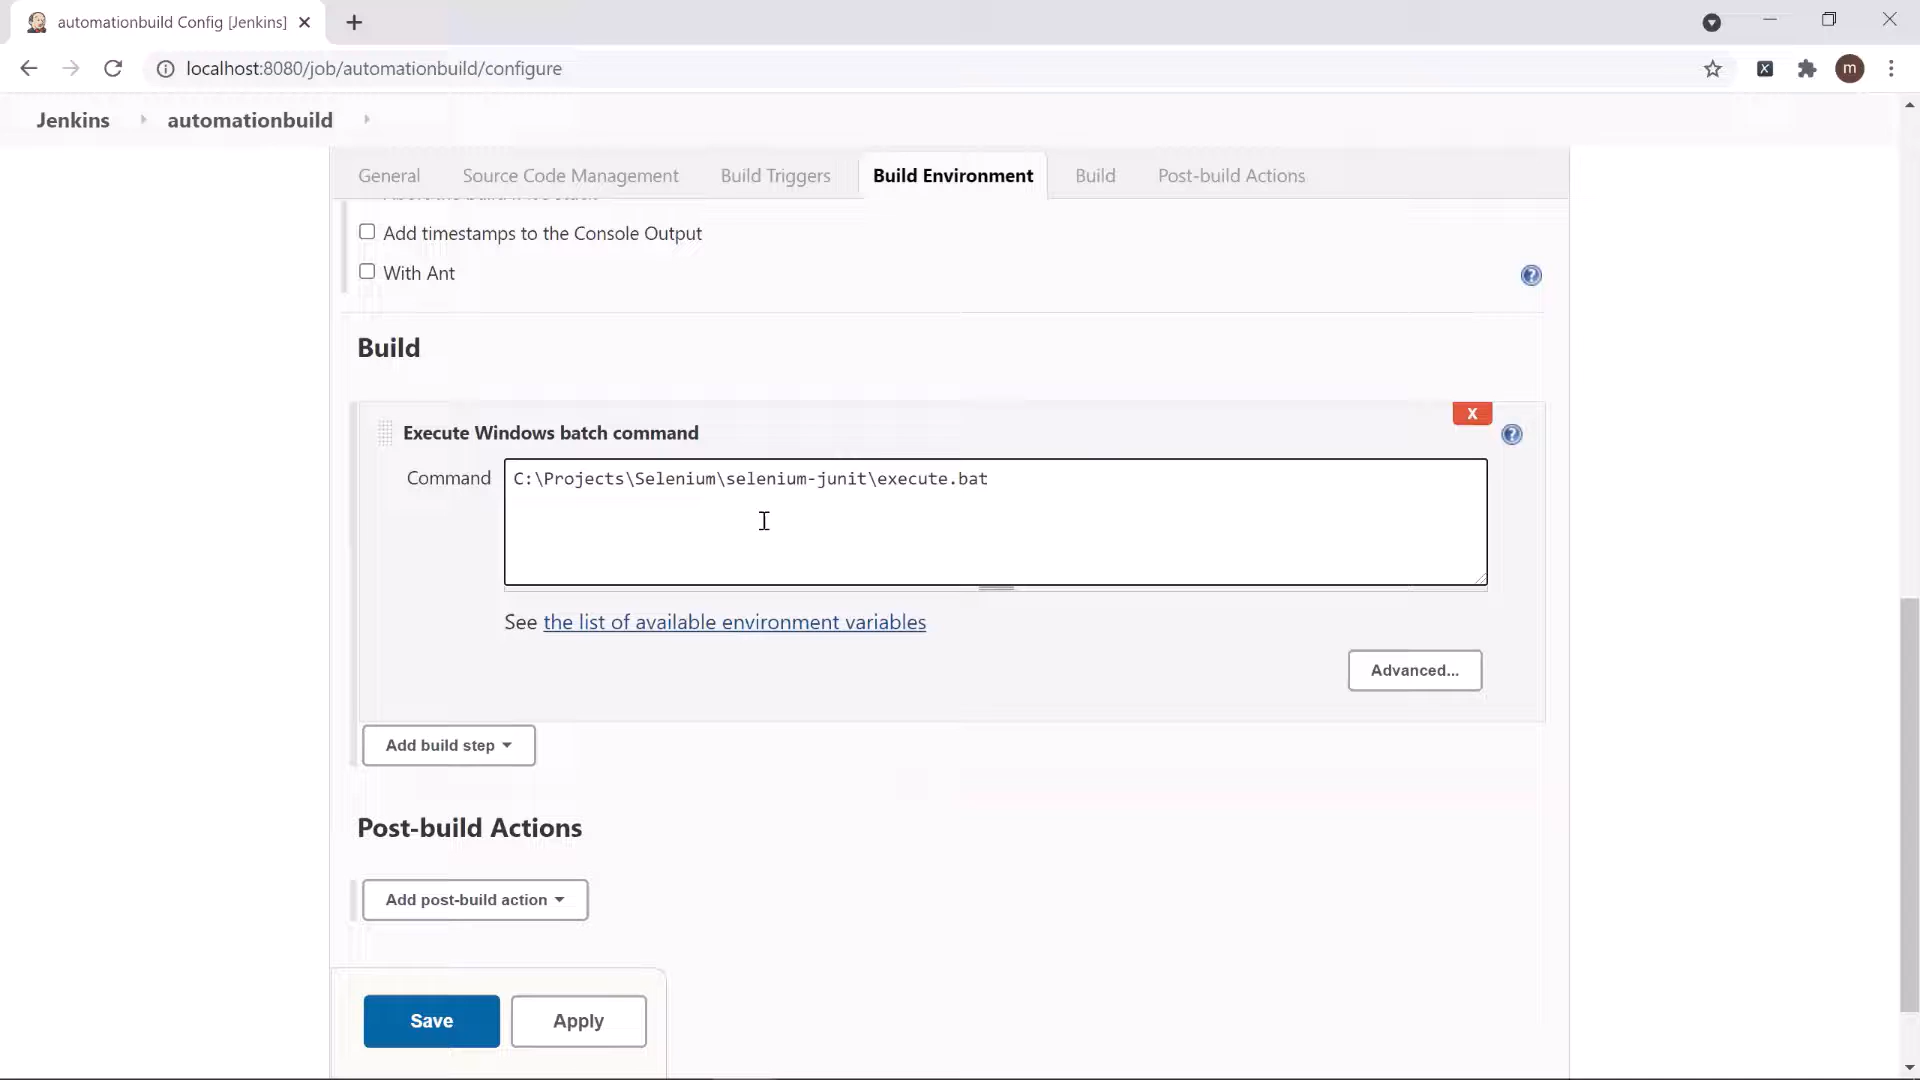 automationbuild Config [Jenkins]
localhost:8080/job/automationbuild/configure
m
Jenkins
automationbuild
General
Source Code Management
Build Triggers
Build Environment
Build
Post-build Actions
Add timestamps to the Console Output
With Ant
?
Build
X
Execute Windows batch command
?
Command
C:\Projects\Selenium\selenium-junit\execute.bat
See the list of available environment variables
Advanced...
Add build step
Post-build Actions
Add post-build action
Save
Apply